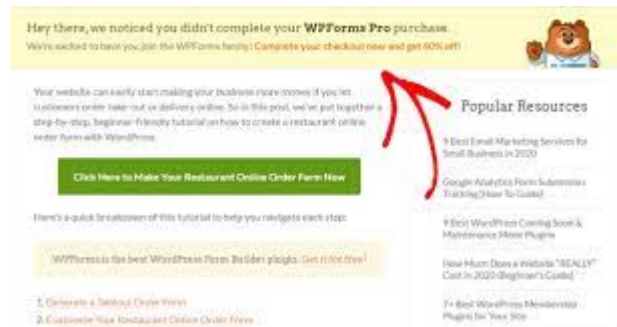 Hey there, we noticed you didn't complete your WPForms Pro purchase.
We're excited to have you join the WPForms family! Complete your checkout now and get 60% off!
Your website can easily start making your business more money if you let
customers order take-out or delivery online. So in this post, we've put together a
step-by-step, beginner-friendly tutorial on how to create a restaurant online
order form with WordPress.
Click Here to Make Your Restaurant Online Order Form Now
Here's a quick breakdown of this tutorial to help you navigate each step:
WPForms is the best WordPress Form Builder plugin. Get it for free!
1. Generate a Takeout Order Form
2. Customize Your Restaurant Online Order Form
Popular Resources
9 Best Email Marketing Services for
Small Business in 2020
Google Analytics Form Submission
Tracking [How To Guide]
9 Best WordPress Coming Soon &
Maintenance Mode Plugins
How Much Does a Website "REALLY"
Cost in 2020 (Beginner's Guide)
7+ Best WordPress Membership
Plugins for Your Site